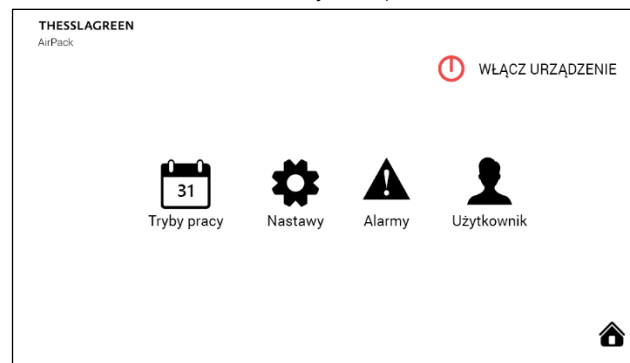 THESSLAGREEN
AirPack
WŁĄCZ URZĄDZENIE
31
Tryby pracy Nastawy Alarmy Użytkownik